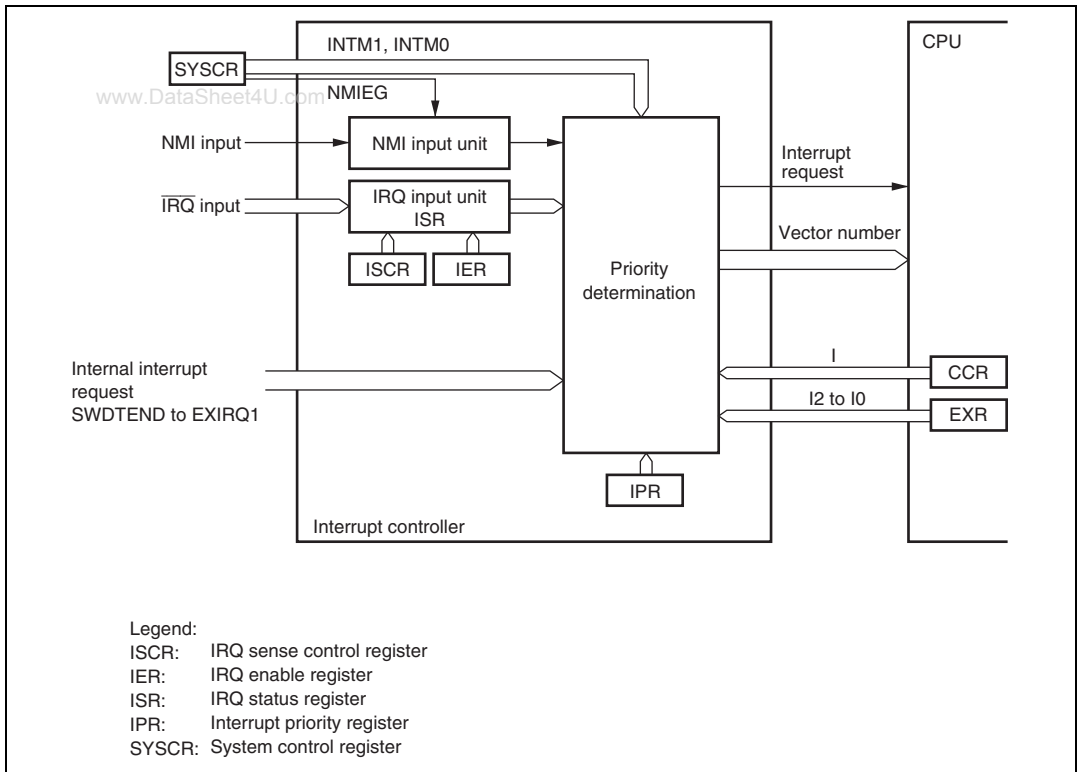 INTM1, INTM0
CPU
SYSCR
www.DataSheet4U.com
NMIEG
NMI input
NMI input unit
Interrupt
request
IRQ input
IRQ input unit
ISR
Vector number
ISCR
IER
Priority
determination
Internal interrupt
request
SWDTEND to EXIRQ1
I
CCR
I2 to I0
EXR
IPR
Interrupt controller
Legend:
ISCR: IRQ sense control register
IER: IRQ enable register
ISR: IRQ status register
IPR: Interrupt priority register
SYSCR: System control register